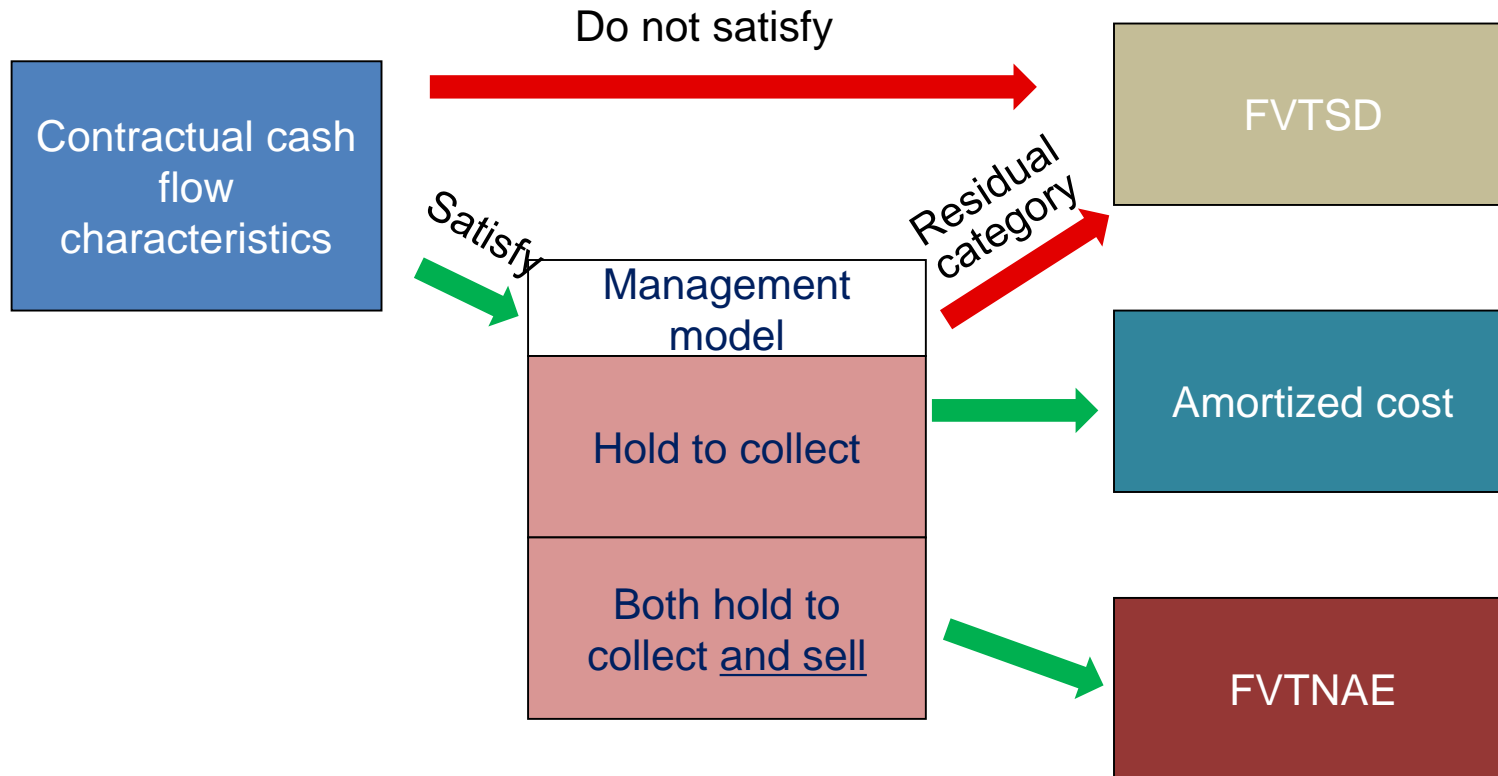 Do not satisfy
Contractual cash
flow
characteristics
FVTSD
Satisfy
Residual
category
Management
model
Hold to collect
Amortized cost
Both hold to
collect and sell
FVTNAE